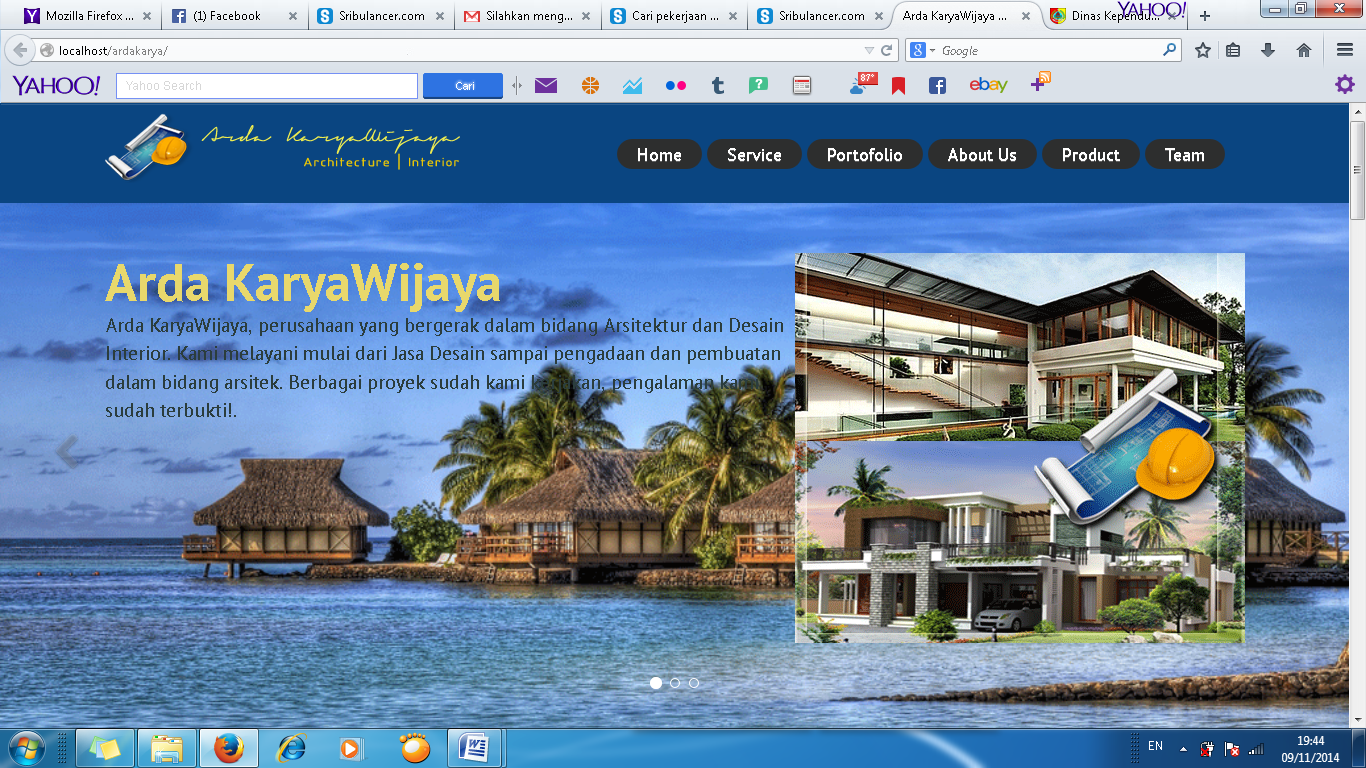 Mozilla Firefox ...
(1) Facebook
Sribulancer.com
Silahkan meng...
Cari pekerjaan ...
Sribulancer.com
Arda KaryaWijaya ...
Dinas Kependu...
YAHOO!
localhost/ardakarya/
Google
YAHOO!
Yahoo Search
Cari
87°
ebay
Arda KaryaWijaya
Architecture | Interior
Home
Service
Portofolio
About Us
Product
Team
Arda KaryaWijaya
Arda KaryaWijaya, perusahaan yang bergerak dalam bidang Arsitektur dan Desain
Interior. Kami melayani mulai dari Jasa Desain sampai pengadaan dan pembuatan
dalam bidang arsitek. Berbagai proyek sudah kami kerjakan, pengalaman kami
sudah terbukti!.
EN
19:44
09/11/2014